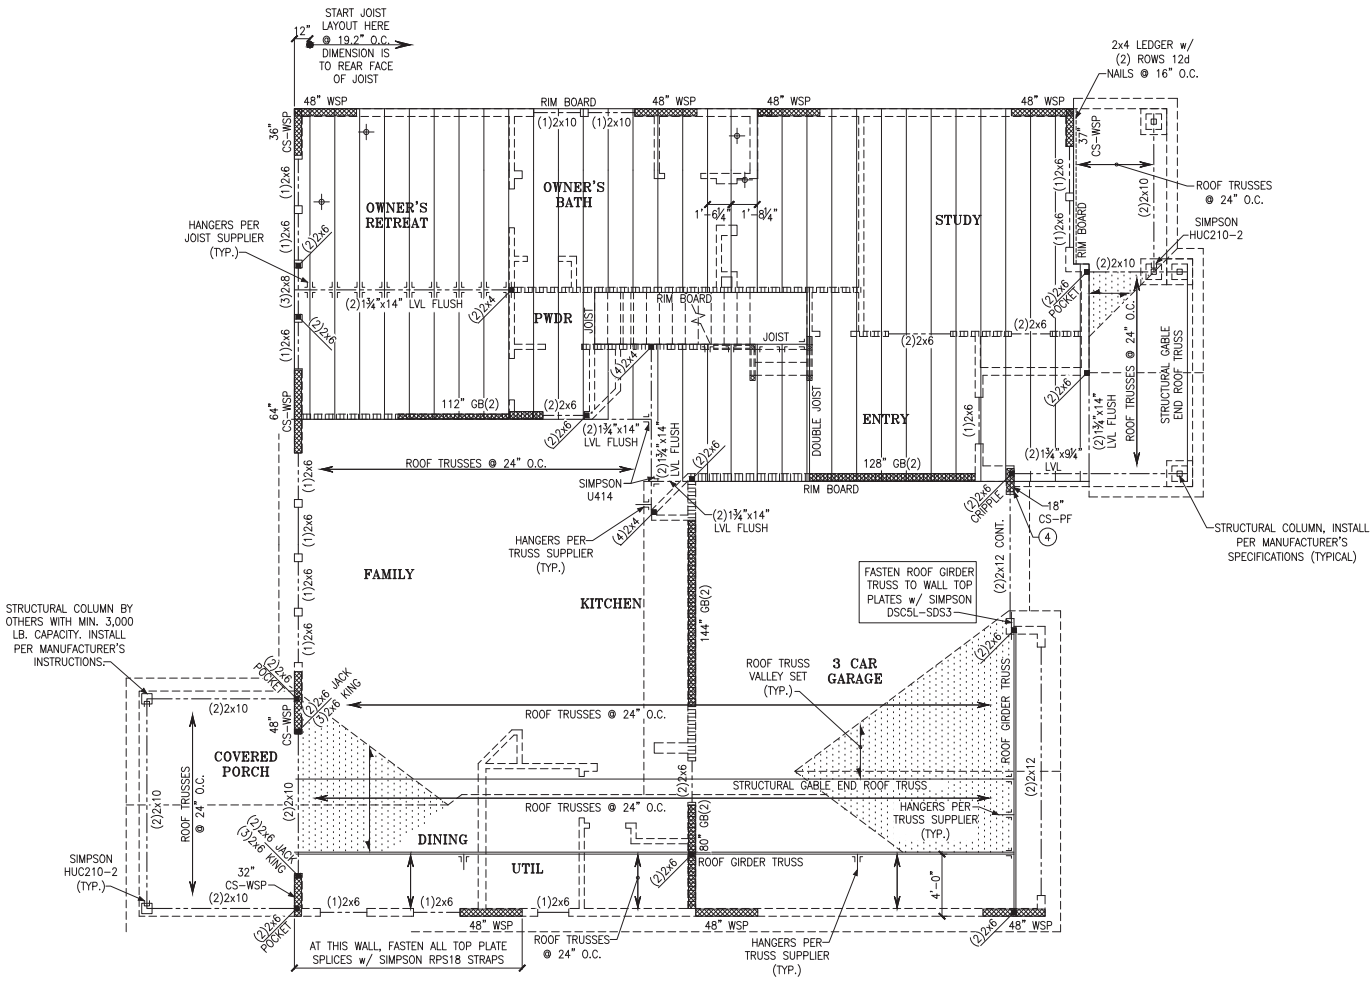 START JOIST
LAYOUT HERE
@ 19.2" O.C.
DIMENSION IS
TO REAR FACE
OF JOIST
12"
2x4 LEDGER w/
(2) ROWS 12d
NAILS @ 16" O.C.
48" WSP
RIM BOARD
48" WSP
48" WSP
48" WSP
(1)2x10
(1)2x10
36"
CS-WSP
37"
CS-WSP
(1)2x6
(1)2x6
(1)2x6
(1)2x6
(2)2x10
ROOF TRUSSES
@ 24" O.C.
OWNER'S
RETREAT
OWNER'S
BATH
STUDY
1'-6¼"
1'-8¼"
RIM BOARD
SIMPSON
HUC210-2
HANGERS PER
JOIST SUPPLIER
(TYP.)
(2)2x6
(3)2x8
(2)1¾"x14" LVL FLUSH
(2)2x4
RIM BOARD
(2)2x10
(2)2x6
POCKET
(2)2x6
(1)2x6
PWDR
JOIST
JOIST
(2)2x6
(2)2x6
ROOF TRUSSES @ 24" O.C.
STRUCTURAL GABLE
END ROOF TRUSS
(4)2x4
(2)2x6
64"
CS-WSP
112" GB(2)
(2)2x6
(2)2x6
(2)1¾"x14"
LVL FLUSH
(2)1¾"x14"
LVL FLUSH
DOUBLE JOIST
ENTRY
(1)2x6
(2)1¾"x14"
LVL FLUSH
(2)1¾"x9¼"
LVL
(2)2x6
128" GB(2)
RIM BOARD
ROOF TRUSSES @ 24" O.C.
(1)2x6
SIMPSON
U414
(2)2x6
CRIPPLE
18"
CS-PF
4
(2)1¾"x14"
LVL FLUSH
(4)2x4
HANGERS PER
TRUSS SUPPLIER
(TYP.)
(1)2x6
STRUCTURAL COLUMN, INSTALL
PER MANUFACTURER'S
SPECIFICATIONS (TYPICAL)
(2)2x12 CONT.
FAMILY
KITCHEN
(1)2x6
144" GB(2)
FASTEN ROOF GIRDER
TRUSS TO WALL TOP
PLATES w/ SIMPSON
DSC5L-SDS3
STRUCTURAL COLUMN BY
OTHERS WITH MIN. 3,000
LB. CAPACITY. INSTALL
PER MANUFACTURER'S
INSTRUCTIONS.
(1)2x6
(2)2x6
POCKET
(2)2x6 JACK
(3)2x6 KING
ROOF TRUSS
VALLEY SET
(TYP.)
3 CAR
GARAGE
(2)2x6
ROOF GIRDER TRUSS
(2)2x10
48"
CS-WSP
ROOF TRUSSES @ 24" O.C.
COVERED
PORCH
(2)2x12
(2)2x10
ROOF TRUSSES
@ 24" O.C.
(2)2x10
(2)2x6
STRUCTURAL GABLE END ROOF TRUSS
ROOF TRUSSES @ 24" O.C.
HANGERS PER
TRUSS SUPPLIER
(TYP.)
80" GB(2)
DINING
(2)2x6 JACK
(3)2x6 KING
SIMPSON
HUC210-2
(TYP.)
UTIL
ROOF GIRDER TRUSS
(2)2x6
4'-0"
32"
CS-WSP
(2)2x10
(1)2x6
(1)2x6
(1)2x6
(2)2x6
POCKET
48" WSP
48" WSP
(2)2x6
48" WSP
AT THIS WALL, FASTEN ALL TOP PLATE
SPLICES w/ SIMPSON RPS18 STRAPS
ROOF TRUSSES
@ 24" O.C.
HANGERS PER
TRUSS SUPPLIER
(TYP.)